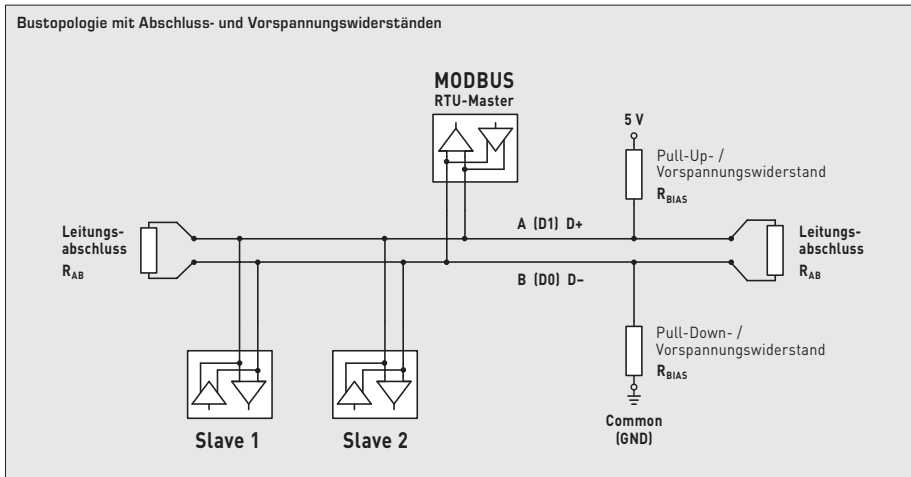 Bustopologie mit Abschluss- und Vorspannungswiderständen
MODBUS
RTU-Master
5 V
Pull-Up- /
Vorspannungswiderstand
RBIAS
A (D1) D+
Leitungs-
abschluss
RAB
Leitungs-
abschluss
RAB
B (D0) D–
Pull-Down- /
Vorspannungswiderstand
RBIAS
Slave 1
Slave 2
Common
(GND)